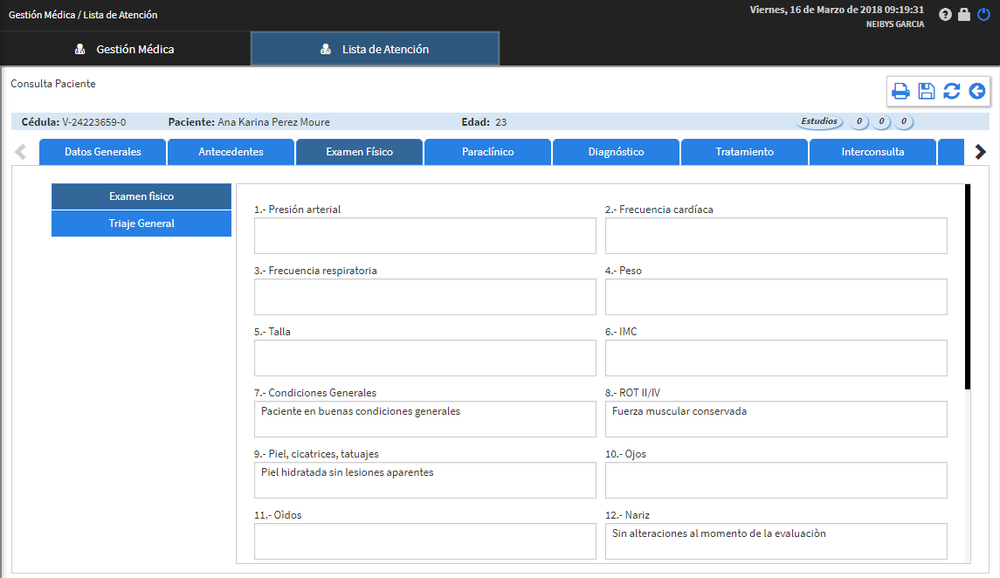 Gestión Médica / Lista de Atención
Viernes, 16 de Marzo de 2018 09:19:31
NEIBYS GARCIA
Gestión Médica
Lista de Atención
Consulta Paciente
Cédula: V-24223659-0 Paciente: Ana Karina Perez Moure Edad: 23 Estudios 0 0 0
Datos Generales Antecedentes Examen Físico Paraclínico Diagnóstico Tratamiento Interconsulta
Examen fisico
Triaje General
1.- Presión arterial
2.- Frecuencia cardíaca
3.- Frecuencia respiratoria
4.- Peso
5.- Talla
6.- IMC
7.- Condiciones Generales
Paciente en buenas condiciones generales
8.- ROT II/IV
Fuerza muscular conservada
9.- Piel, cicatrices, tatuajes
Piel hidratada sin lesiones aparentes
10.- Ojos
11.- Oìdos
12.- Nariz
Sin alteraciones al momento de la evaluaciòn